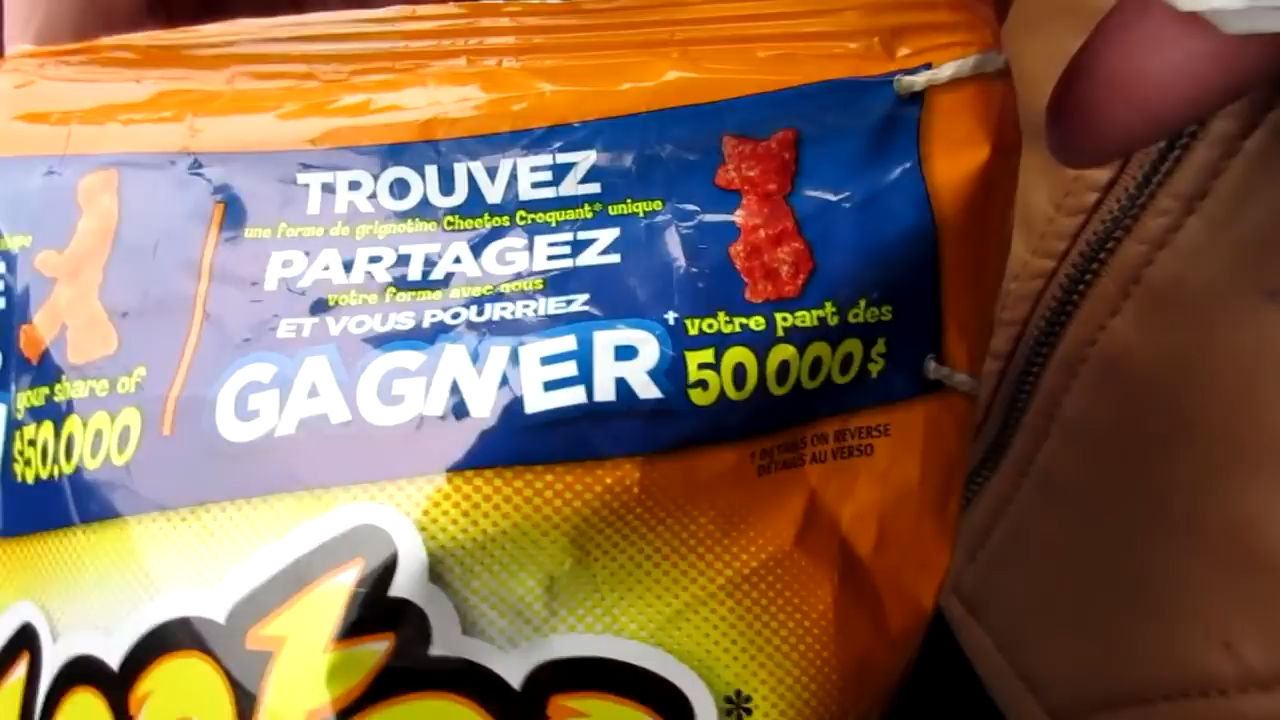 your share of
$50,000
TROUVEZ
une forme de grignotine Cheetos Croquant* unique
PARTAGEZ
votre forme avec nous
ET VOUS POURRIEZ
GAGNER
† votre part des
50 000 $
† DETAILS ON REVERSE
DÉTAILS AU VERSO
*